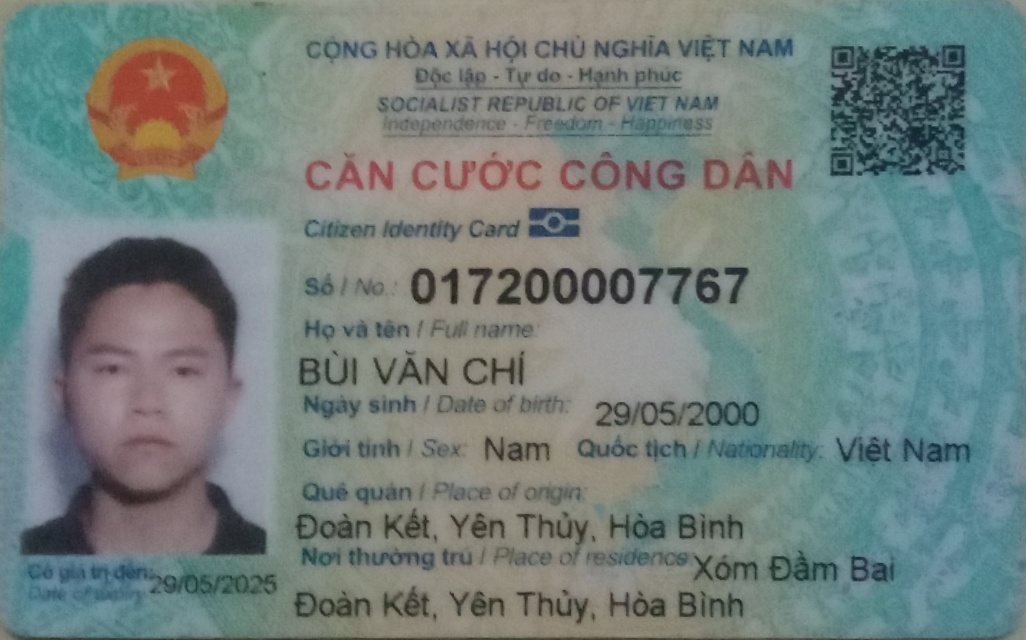 CỘNG HÒA XÃ HỘI CHỦ NGHĨA VIỆT NAM
Độc lập - Tự do - Hạnh phúc
SOCIALIST REPUBLIC OF VIET NAM
Independence - Freedom - Happiness
CĂN CƯỚC CÔNG DÂN
Citizen Identity Card
Số / No.: 017200007767
Họ và tên / Full name:
BÙI VĂN CHÍ
Ngày sinh / Date of birth: 29/05/2000
Giới tính / Sex: Nam Quốc tịch / Nationality: Việt Nam
Quê quán / Place of origin:
Đoàn Kết, Yên Thủy, Hòa Bình
Nơi thường trú / Place of residence: Xóm Đầm Bai
Đoàn Kết, Yên Thủy, Hòa Bình
Có giá trị đến: 29/05/2025
Date of expiry